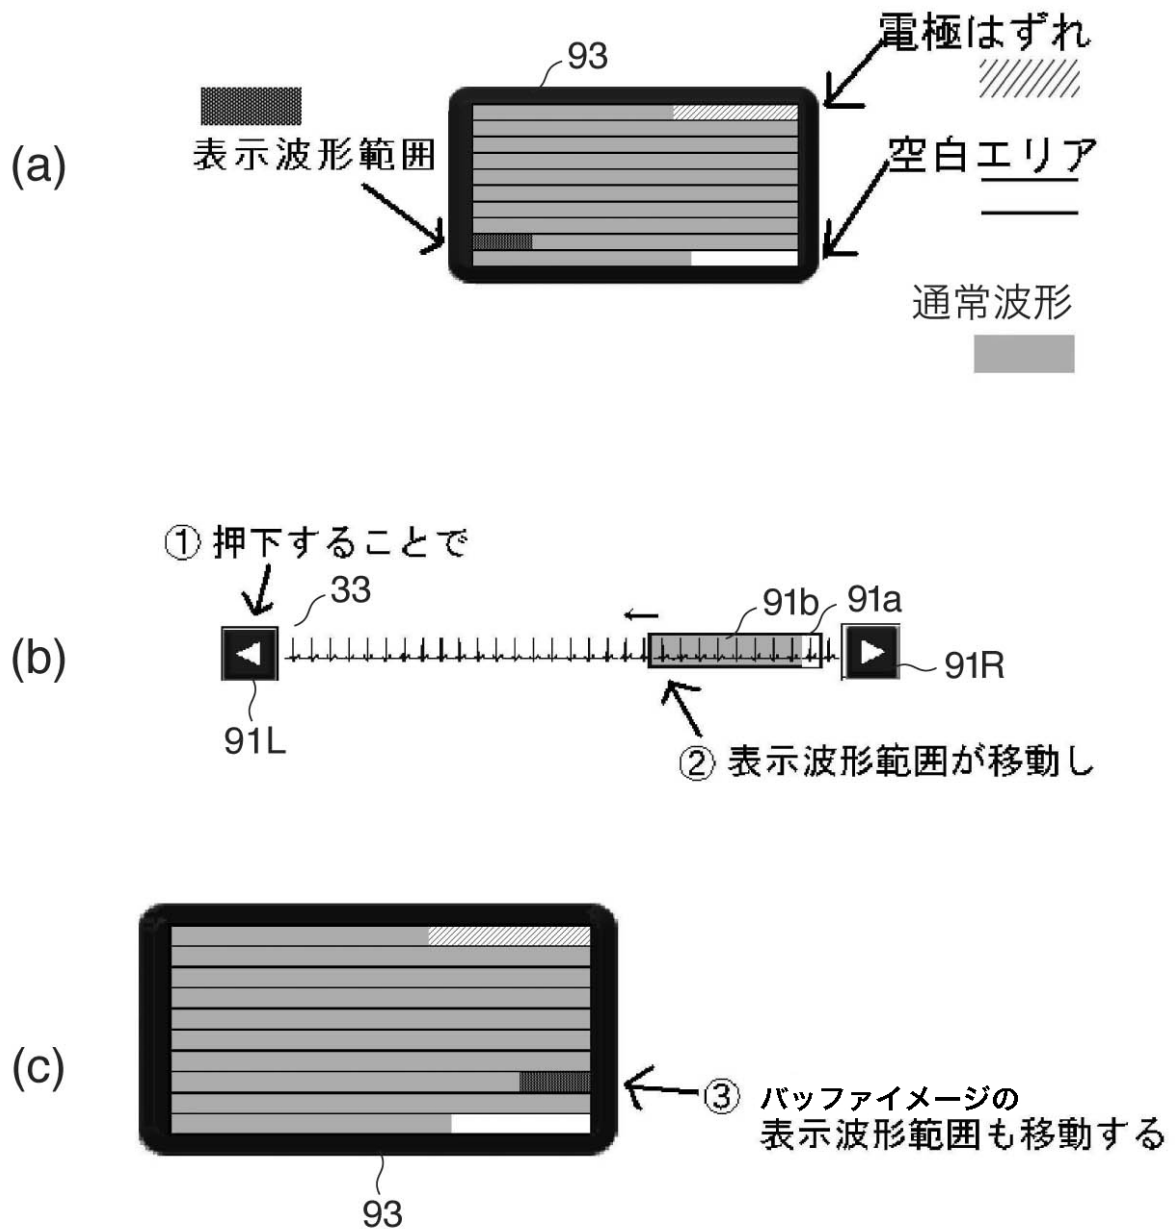 (a)
93
表示波形範囲
電極はずれ
空白エリア
通常波形
(b)
① 押下することで
33
91b
91a
91L
91R
② 表示波形範囲が移動し
(c)
③ バッファイメージの
表示波形範囲も移動する
93